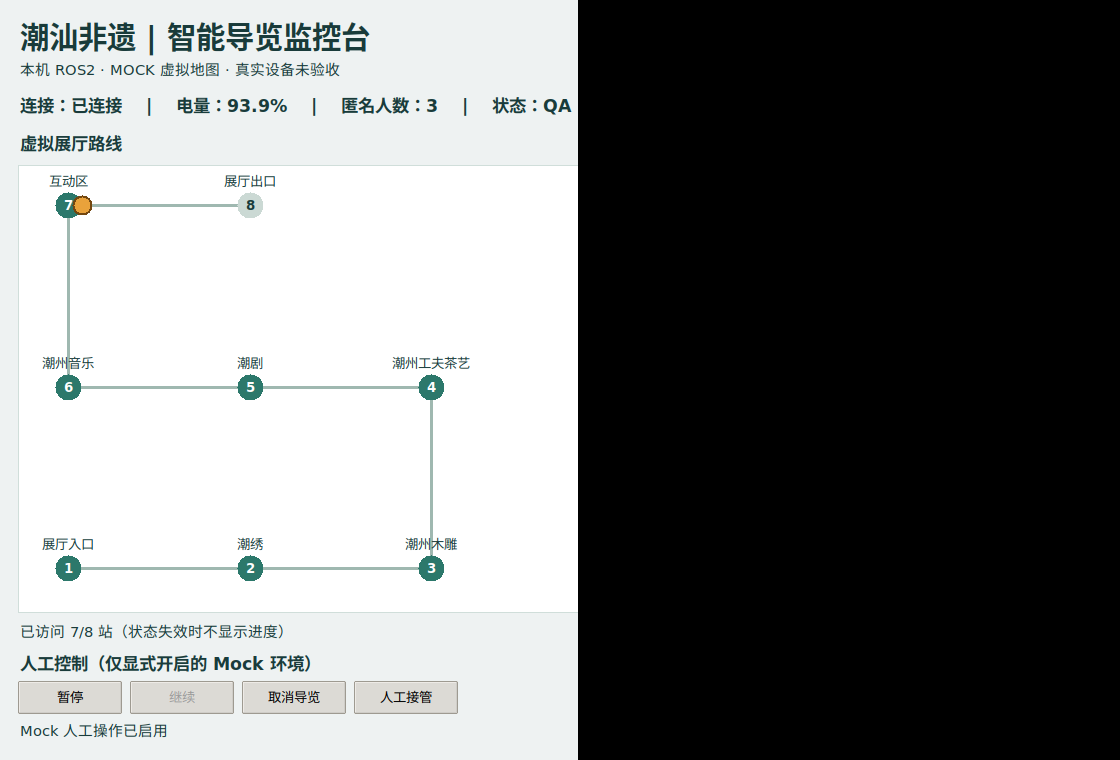 潮汕非遗 | 智能导览监控台
本机 ROS2 · MOCK 虚拟地图 · 真实设备未验收
连接：已连接 | 电量：93.9% | 匿名人数：3 | 状态：QA
虚拟展厅路线
互动区 展厅出口
7 8
潮州音乐 潮剧 潮州工夫茶艺
6 5 4
展厅入口 潮绣 潮州木雕
1 2 3
已访问 7/8 站（状态失效时不显示进度）
人工控制（仅显式开启的 Mock 环境）
暂停 继续 取消导览 人工接管
Mock 人工操作已启用